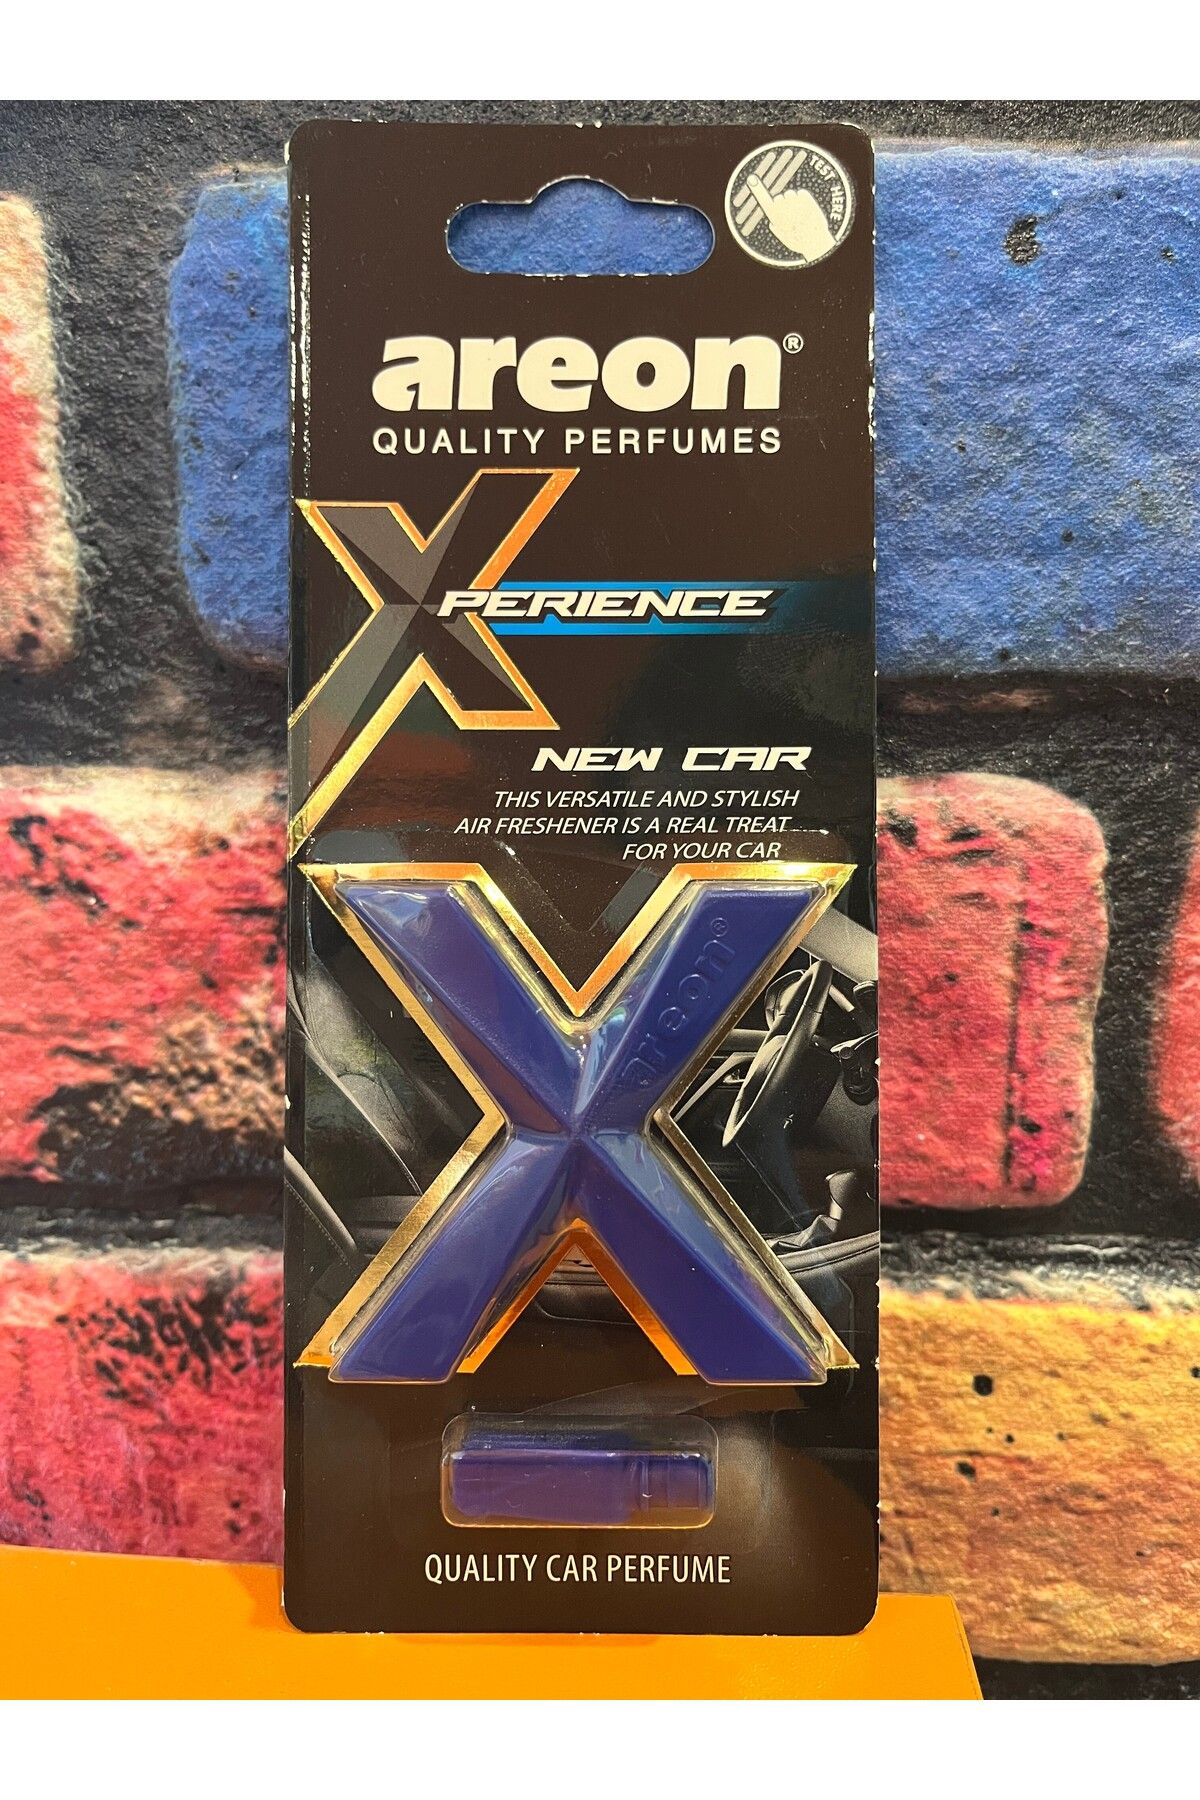 TEST HERE
areon®
QUALITY PERFUMES
XPERIENCE
NEW CAR
THIS VERSATILE AND STYLISH
AIR FRESHENER IS A REAL TREAT
FOR YOUR CAR
areon®
QUALITY CAR PERFUME